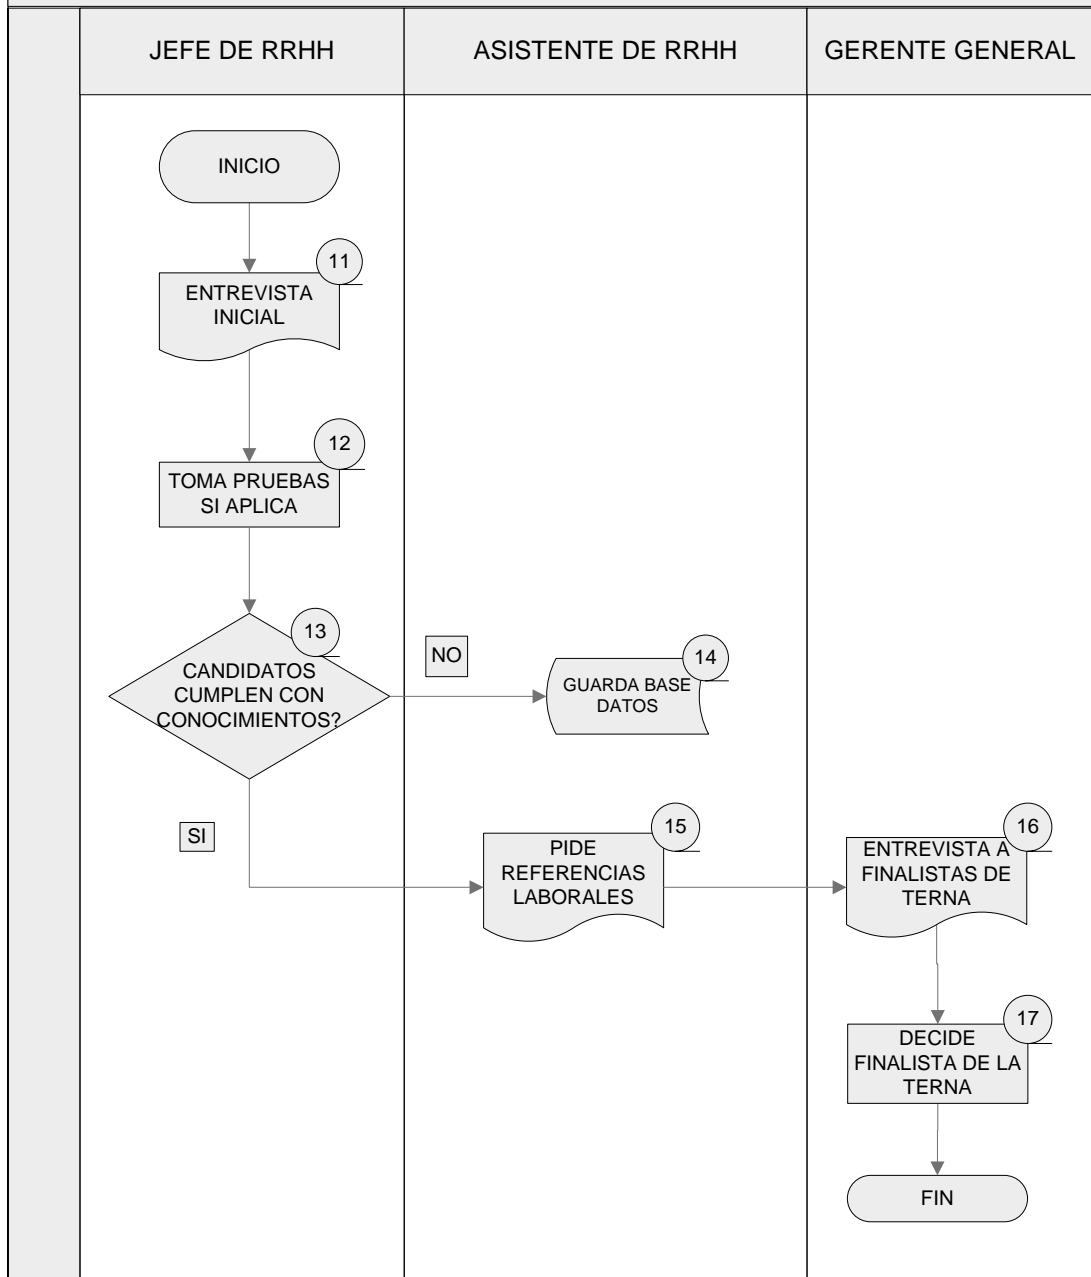 JEFE DE RRHH
ASISTENTE DE RRHH
GERENTE GENERAL
INICIO
11
ENTREVISTA
INICIAL
12
TOMA PRUEBAS
SI APLICA
13
CANDIDATOS
CUMPLEN CON
CONOCIMIENTOS?
NO
14
GUARDA BASE
DATOS
SI
15
PIDE
REFERENCIAS
LABORALES
16
ENTREVISTA A
FINALISTAS DE
TERNA
17
DECIDE
FINALISTA DE LA
TERNA
FIN